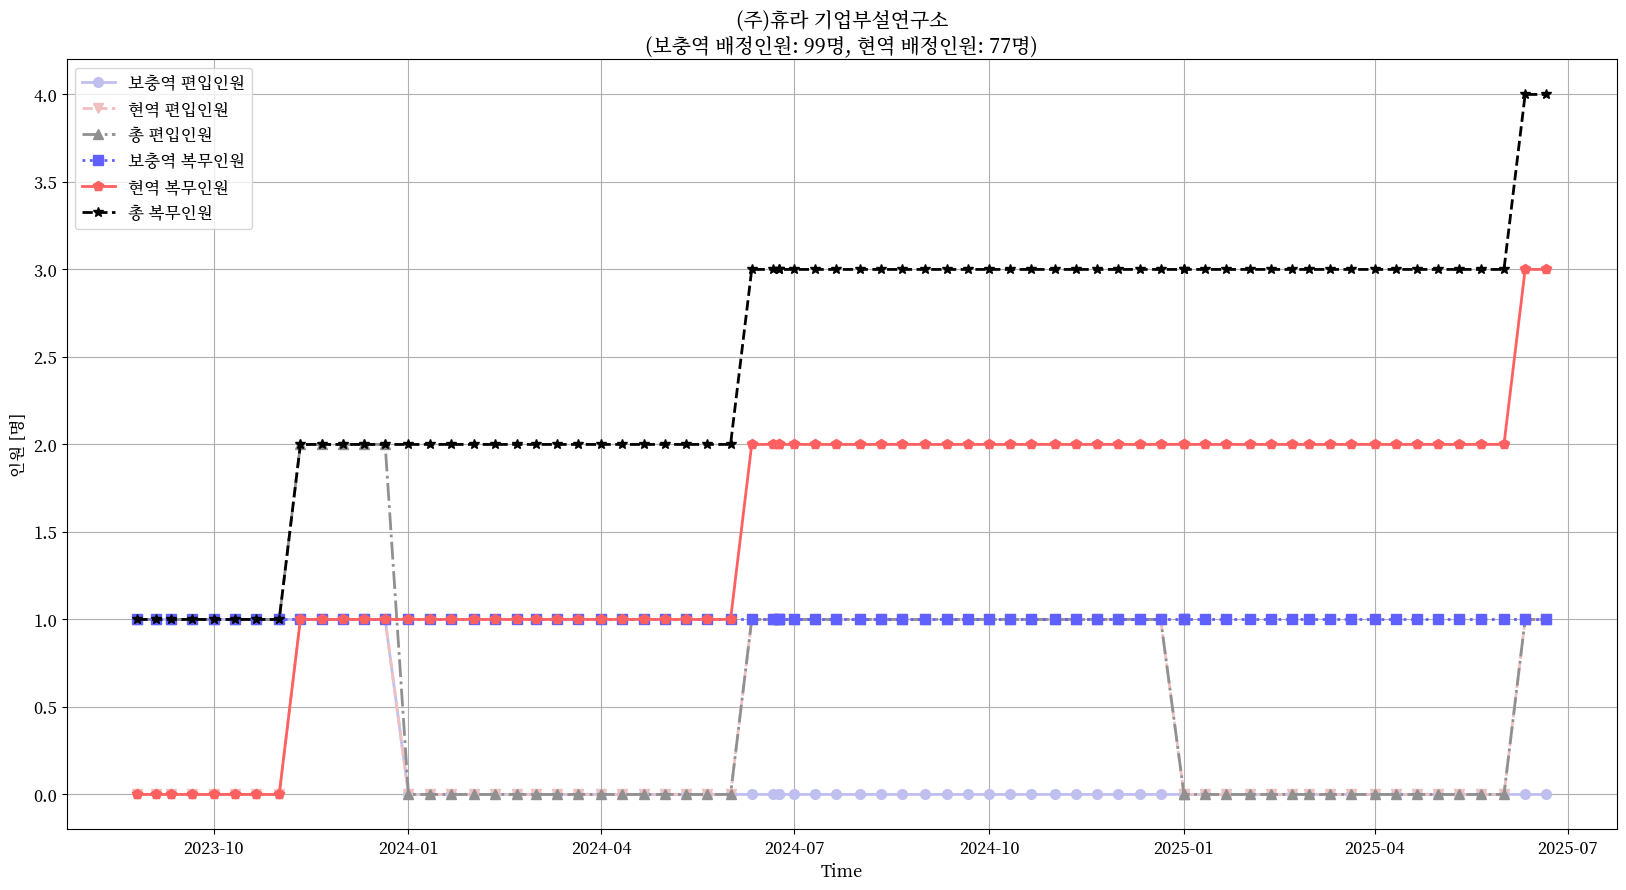 (주)휴라 기업부설연구소
(보충역 배정인원: 99명, 현역 배정인원: 77명)
보충역 편입인원
현역 편입인원
총 편입인원
보충역 복무인원
현역 복무인원
총 복무인원
인원 [명]
4.0
3.5
3.0
2.5
2.0
1.5
1.0
0.5
0.0
2023-10 2024-01 2024-04 2024-07 2024-10 2025-01 2025-04 2025-07
Time